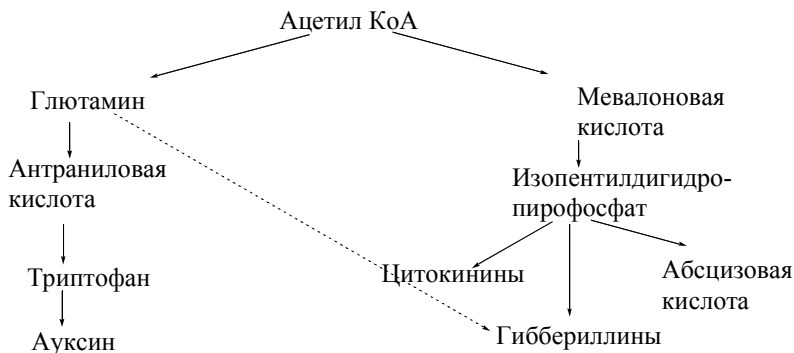 Ацетил КоА
Глютамин
Мевалоновая
кислота
Антраниловая
кислота
Изопентилдигидро-
пирофосфат
Триптофан
Цитокинины
Абсцизовая
кислота
Ауксин
Гиббериллины